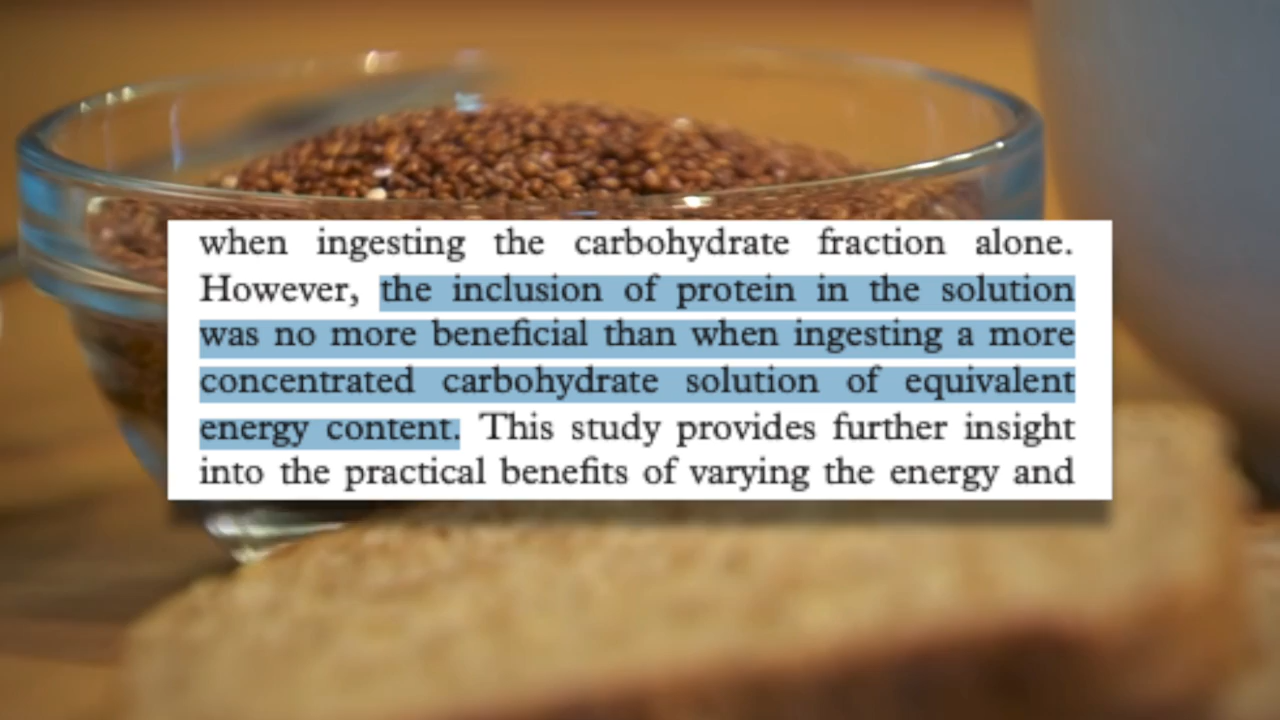 when ingesting the carbohydrate fraction alone.
However, the inclusion of protein in the solution
was no more beneficial than when ingesting a more
concentrated carbohydrate solution of equivalent
energy content. This study provides further insight
into the practical benefits of varying the energy and